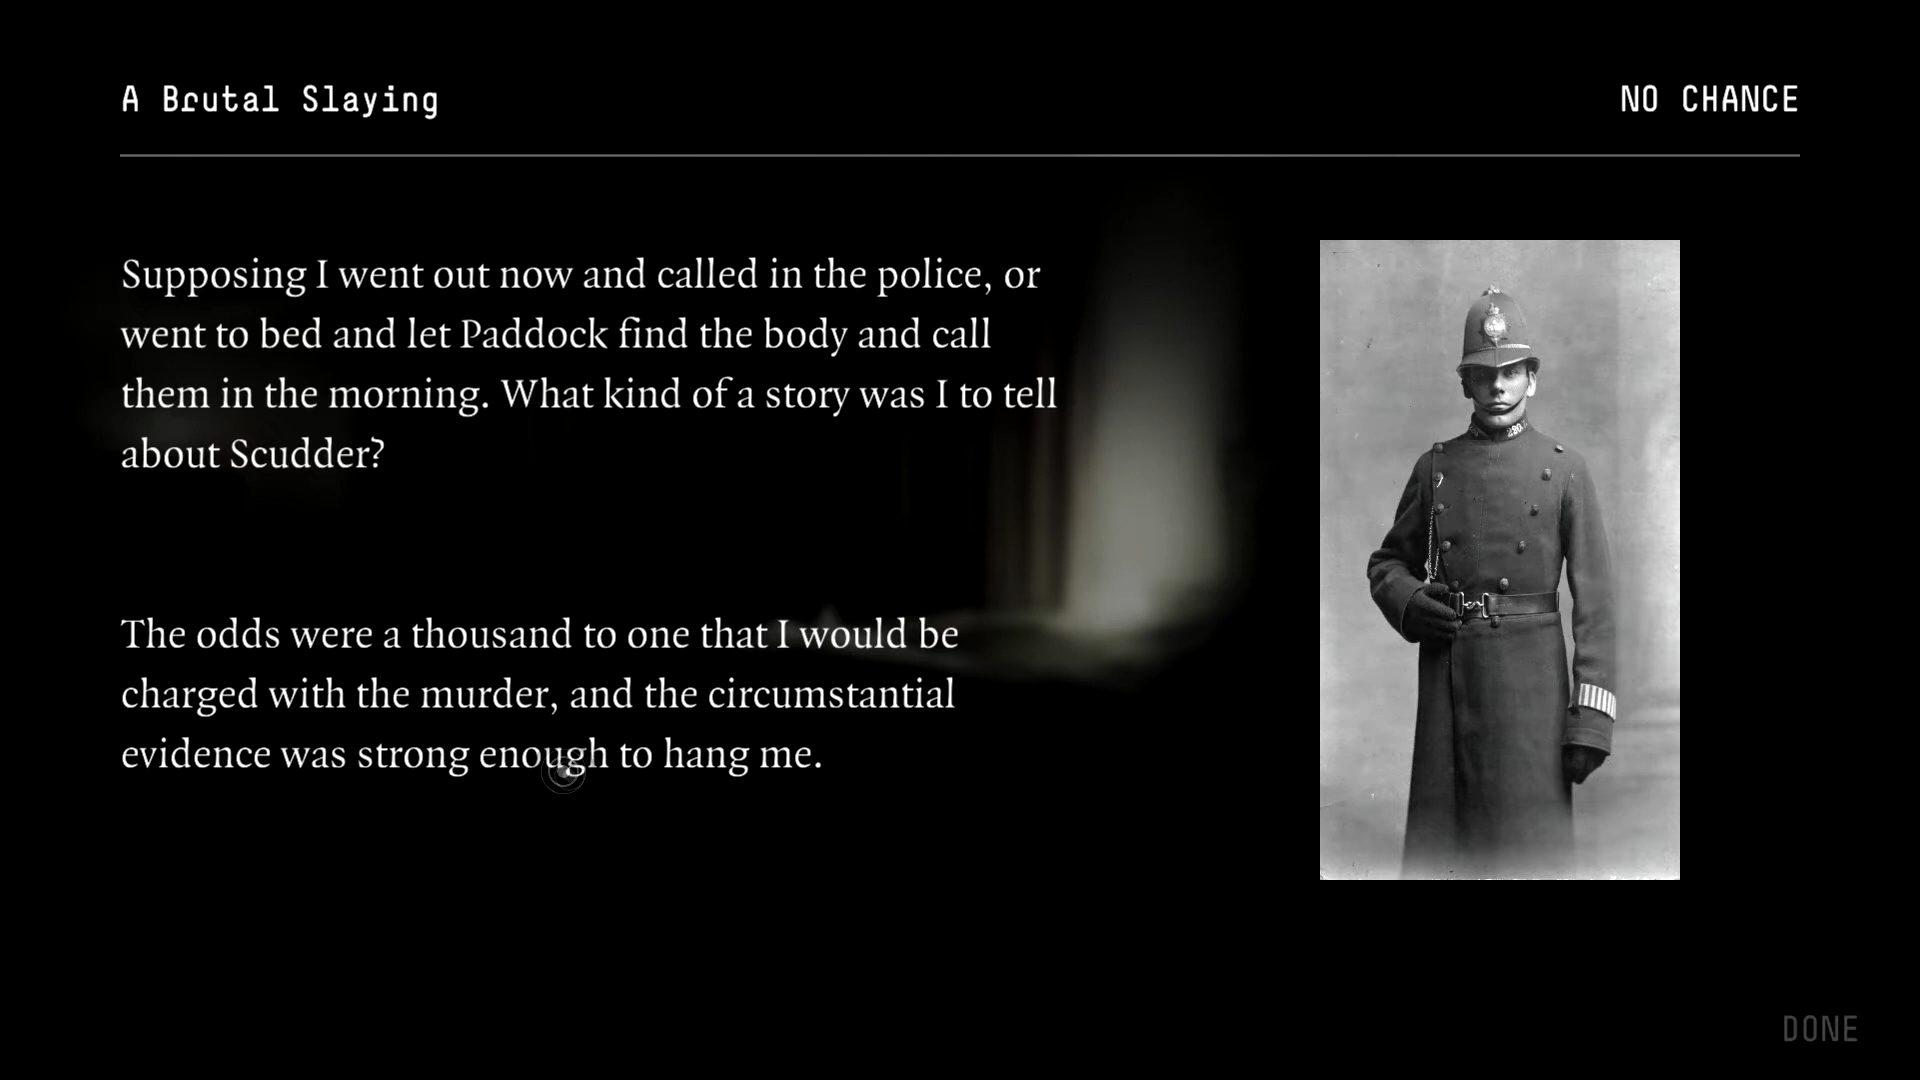 A Brutal Slaying
NO CHANCE
Supposing I went out now and called in the police, or
went to bed and let Paddock find the body and call
them in the morning. What kind of a story was I to tell
about Scudder?
The odds were a thousand to one that I would be
charged with the murder, and the circumstantial
evidence was strong enough to hang me.
290
DONE